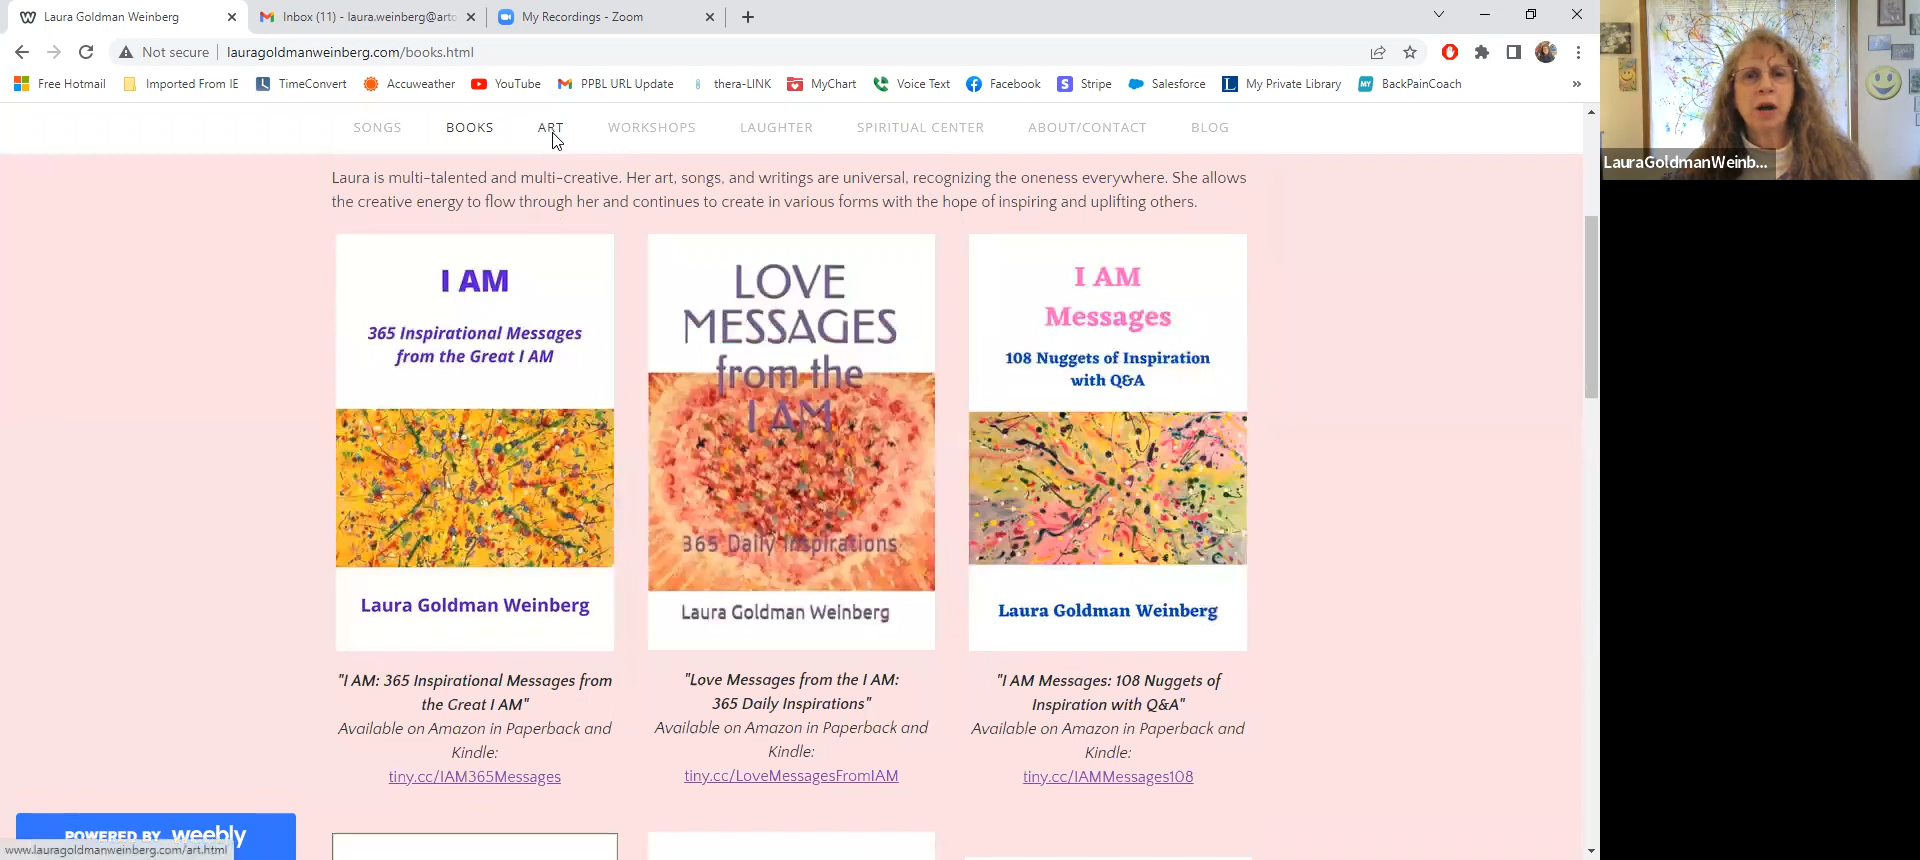 Laura Goldman Weinberg
Inbox (11) - laura.weinberg@arto
My Recordings - Zoom
Not secure
lauragoldmanweinberg.com/books.html
Free Hotmail
Imported From IE
TimeConvert
Accuweather
YouTube
PPBL URL Update
thera-LINK
MyChart
Voice Text
Facebook
Stripe
Salesforce
My Private Library
BackPainCoach
»
SONGS
BOOKS
ART
WORKSHOPS
LAUGHTER
SPIRITUAL CENTER
ABOUT/CONTACT
BLOG
LauraGoldmanWeinb...
Laura is multi-talented and multi-creative. Her art, songs, and writings are universal, recognizing the oneness everywhere. She allows
the creative energy to flow through her and continues to create in various forms with the hope of inspiring and uplifting others.
I AM
365 Inspirational Messages
from the Great I AM
Laura Goldman Weinberg
LOVE
MESSAGES
from the
I AM
365 Daily Inspirations
Laura Goldman Weinberg
I AM
Messages
108 Nuggets of Inspiration
with Q&A
Laura Goldman Weinberg
"I AM: 365 Inspirational Messages from
the Great I AM"
Available on Amazon in Paperback and
Kindle:
tiny.cc/IAM365Messages
"Love Messages from the I AM:
365 Daily Inspirations"
Available on Amazon in Paperback and
Kindle:
tiny.cc/LoveMessagesFromIAM
"I AM Messages: 108 Nuggets of
Inspiration with Q&A"
Available on Amazon in Paperback and
Kindle:
tiny.cc/IAMMessages108
POWERED BY weebly
www.lauragoldmanweinberg.com/art.html